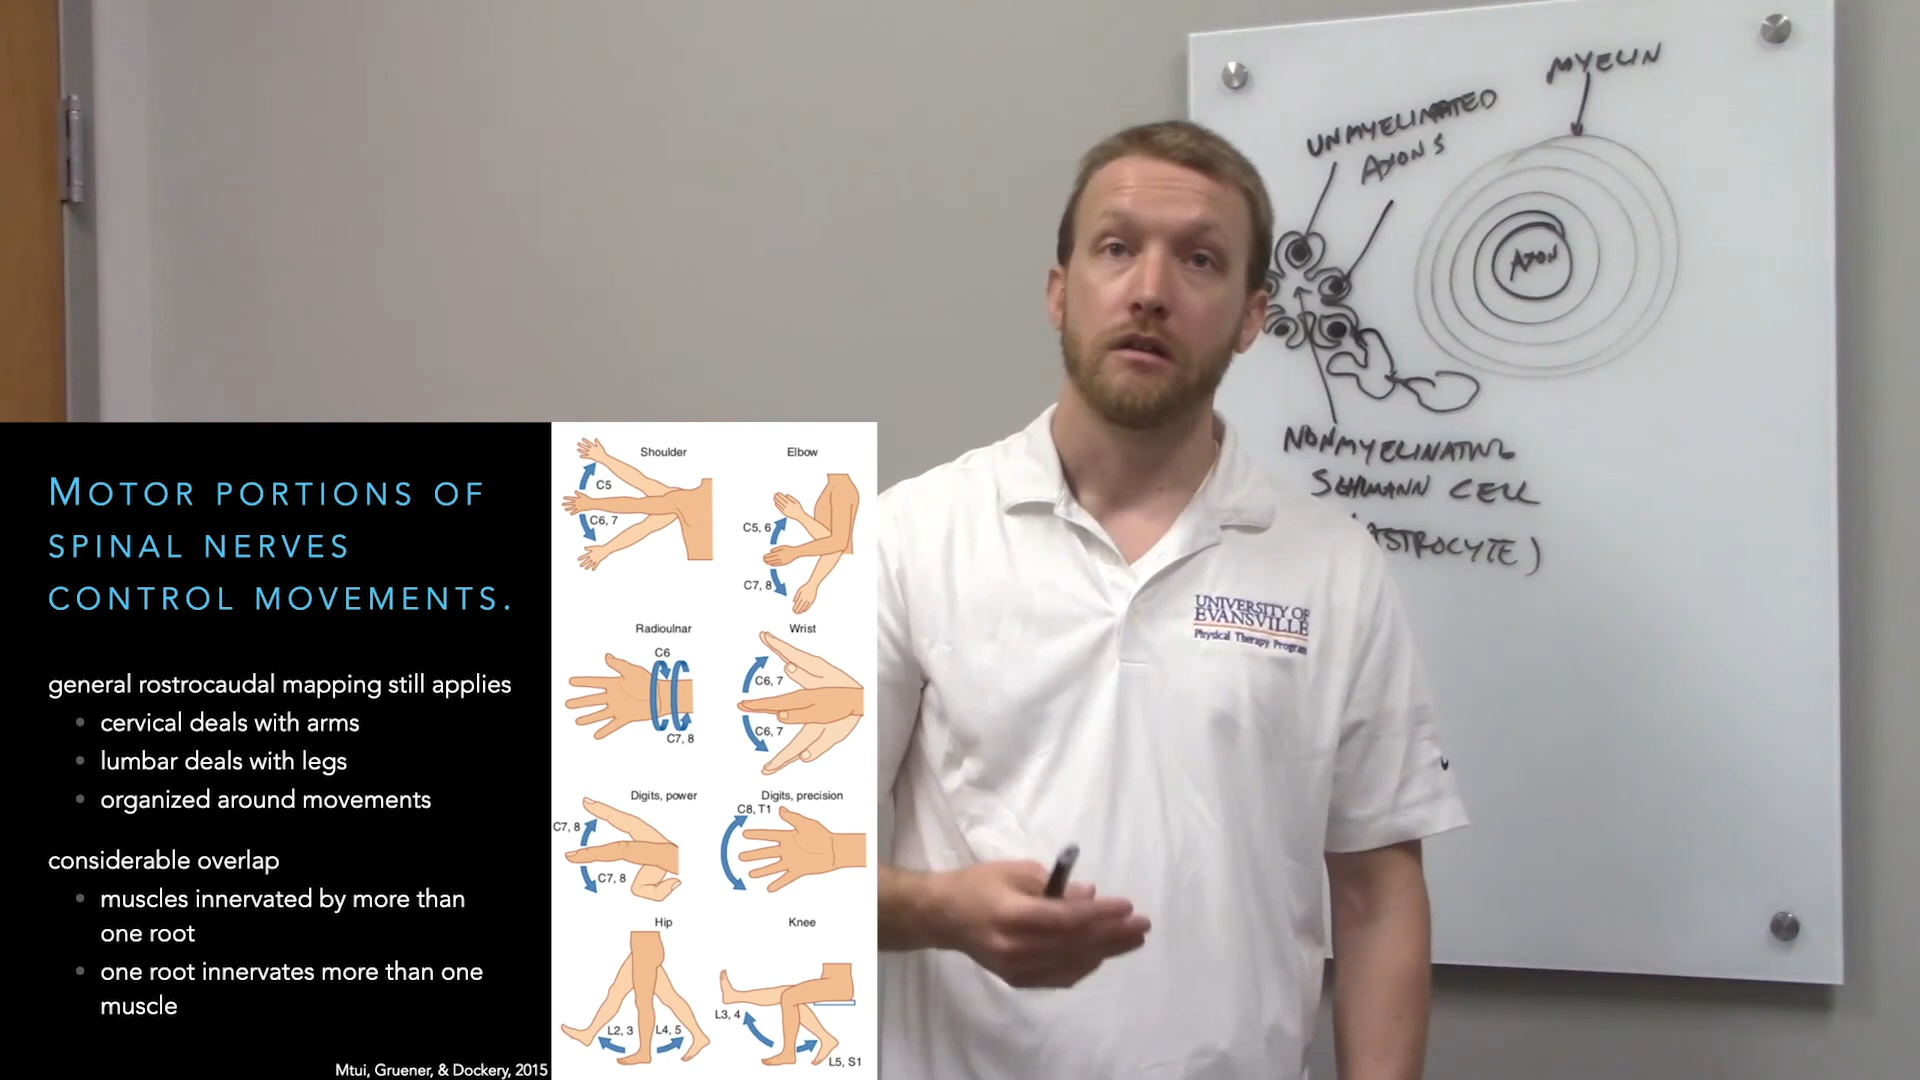 MYELIN
UNMYELINATED
AXONS
AXON
NONMYELINATING
SCHWANN CELL
(ASTROCYTE)
UNIVERSITY OF
EVANSVILLE
Physical Therapy Program
MOTOR PORTIONS OF
SPINAL NERVES
CONTROL MOVEMENTS.
general rostrocaudal mapping still applies
• cervical deals with arms
• lumbar deals with legs
• organized around movements
considerable overlap
• muscles innervated by more than
one root
• one root innervates more than one
muscle
Mtui, Gruener, & Dockery, 2015
Shoulder
C5
C6, 7
Elbow
C5, 6
C7, 8
Radioulnar
C6
C7, 8
Wrist
C6, 7
C6, 7
Digits, power
C7, 8
C7, 8
Digits, precision
C8, T1
Hip
L2, 3
L4, 5
Knee
L3, 4
L5, S1